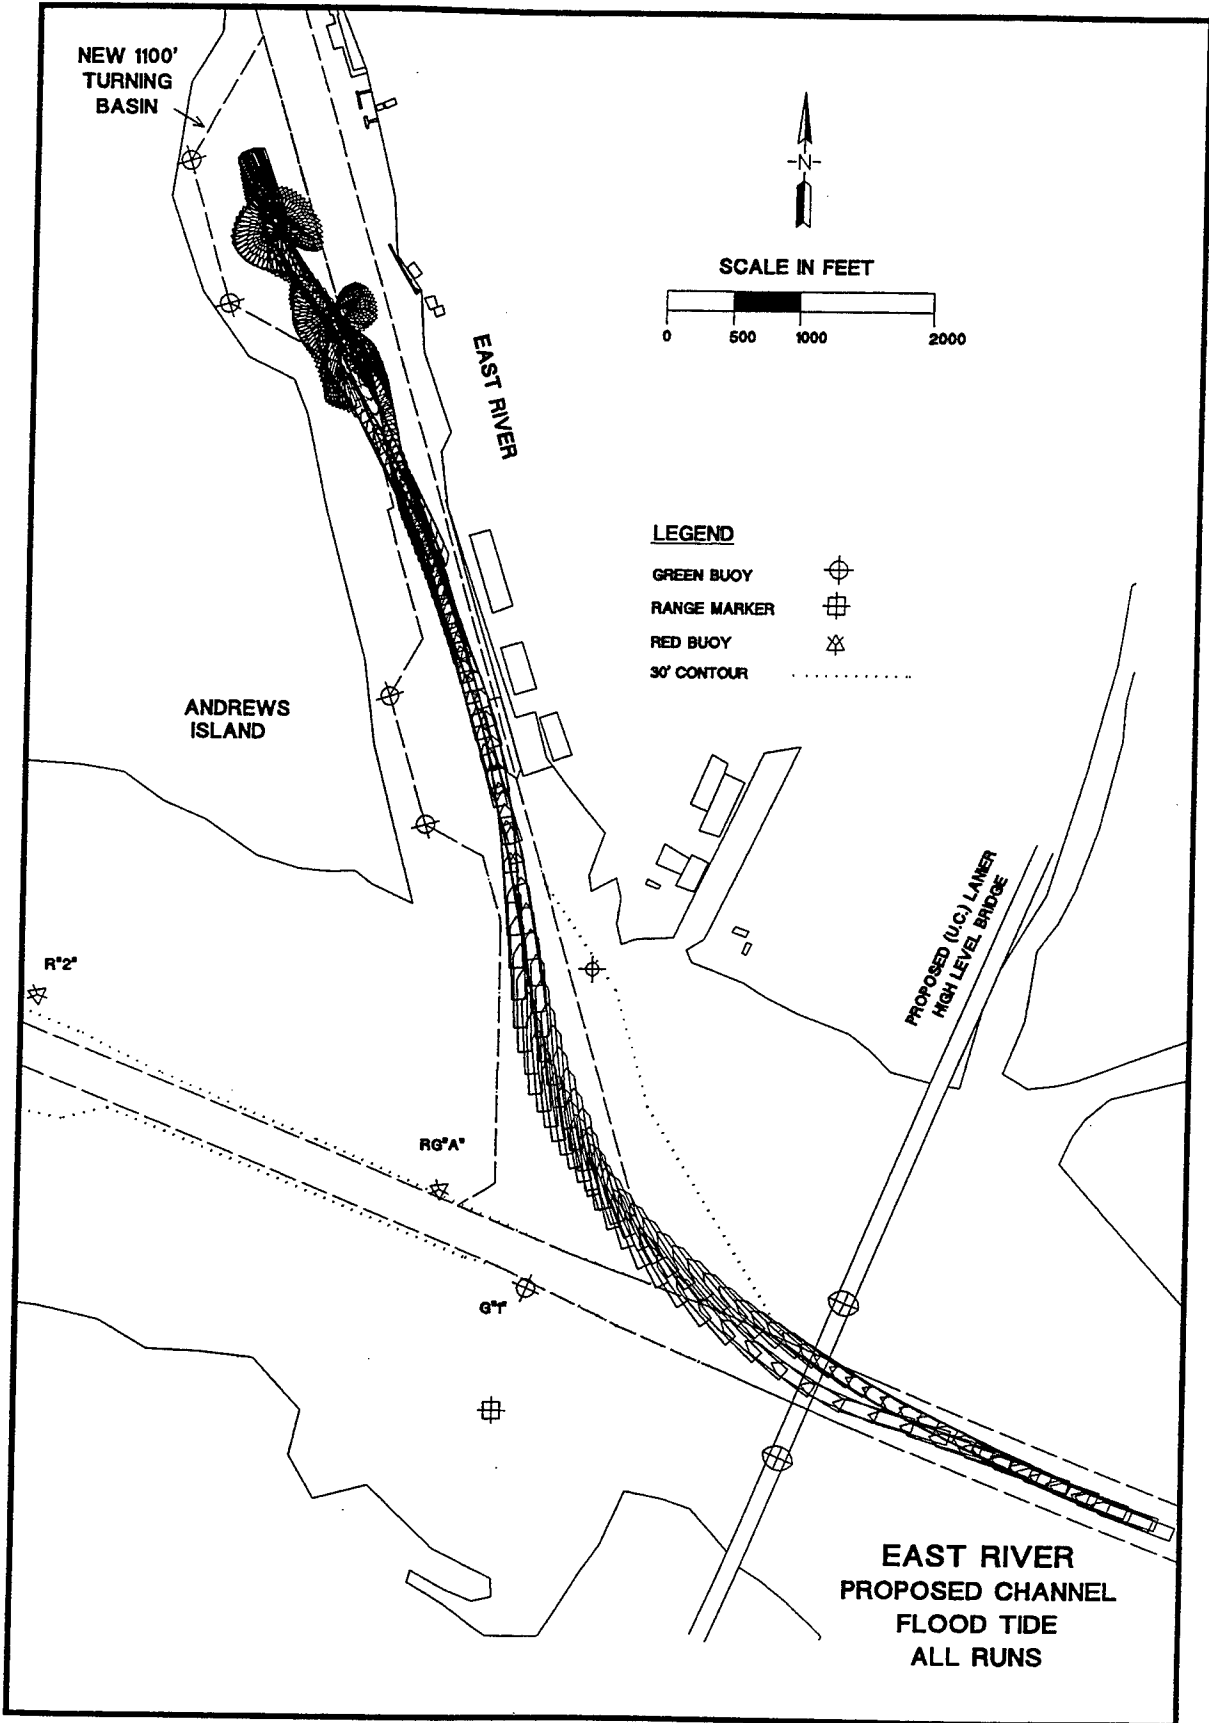 NEW 1100'
TURNING
BASIN
-N-
SCALE IN FEET
0 500 1000 2000
EAST RIVER
LEGEND
GREEN BUOY
RANGE MARKER
RED BUOY
30' CONTOUR
ANDREWS
ISLAND
PROPOSED (U.C.) LANIER
HIGH LEVEL BRIDGE
R"2"
RG"A"
G"1"
EAST RIVER
PROPOSED CHANNEL
FLOOD TIDE
ALL RUNS